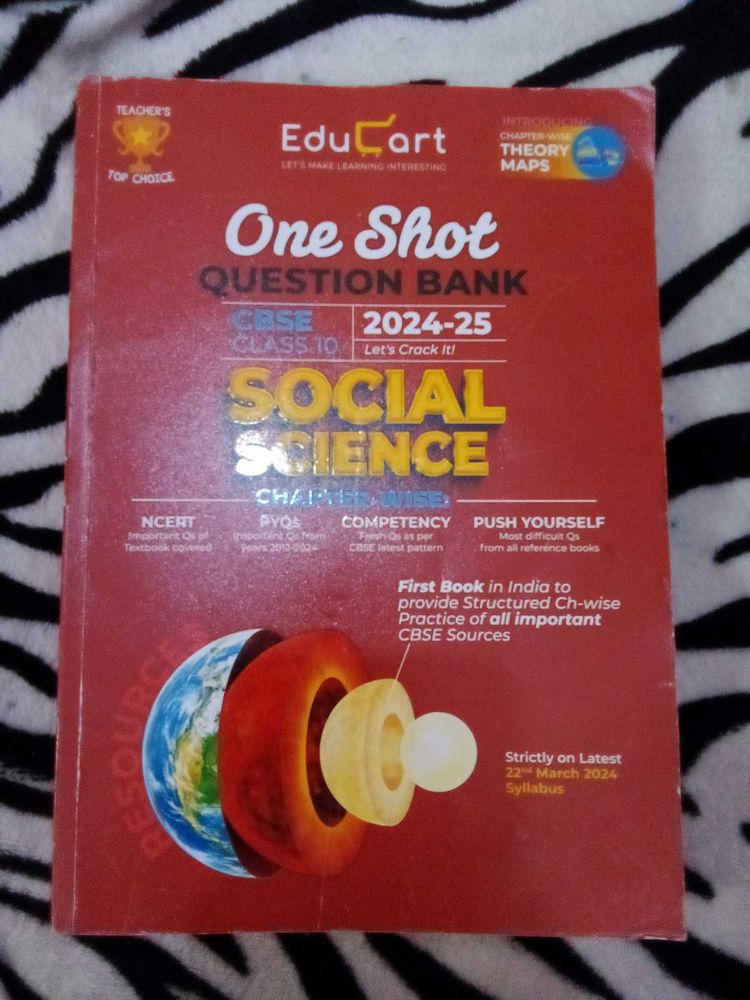 TEACHER'S
TOP CHOICE
EduCart
LET'S MAKE LEARNING INTERESTING
INTRODUCING
CHAPTER-WISE
THEORY
MAPS
One Shot
QUESTION BANK
CBSE
CLASS 10
2024-25
Let's Crack It!
SOCIAL
SCIENCE
CHAPTER-WISE:
NCERT
Important Qs of
Textbook covered
PYQs
Important Qs from
years 2012-2024
COMPETENCY
Fresh Qs as per
CBSE latest pattern
PUSH YOURSELF
Most difficult Qs
from all reference books
First Book in India to
provide Structured Ch-wise
Practice of all important
CBSE Sources
RESOURCES
Strictly on Latest
22nd March 2024
Syllabus